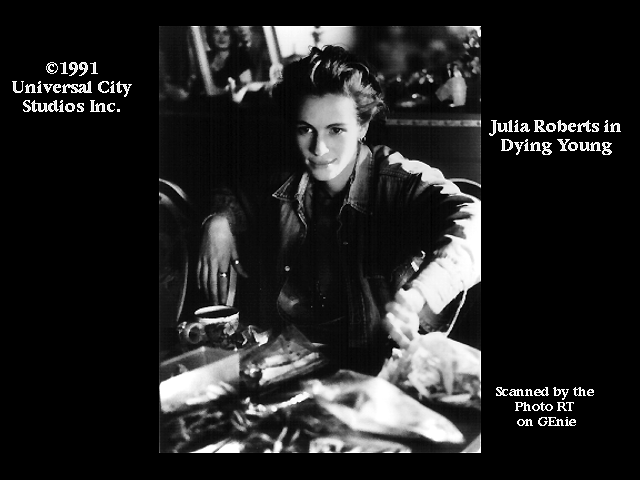 ©1991
Universal City
Studios Inc.
Julia Roberts in
Dying Young
Scanned by the
Photo RT
on GEnie